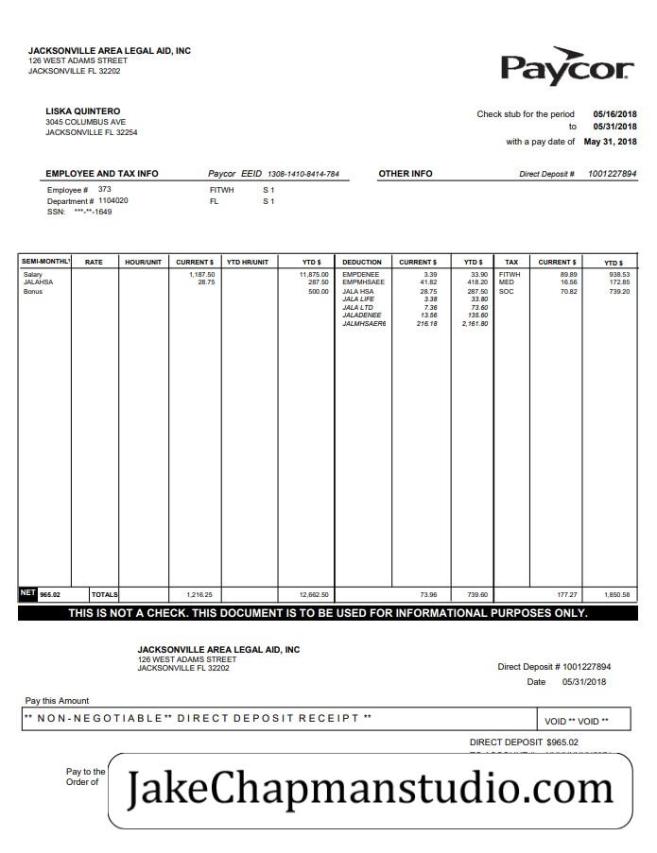 JACKSONVILLE AREA LEGAL AID, INC
126 WEST ADAMS STREET
JACKSONVILLE FL 32202
Paycor
LISKA QUINTERO
3045 COLUMBUS AVE
JACKSONVILLE FL 32254
Check stub for the period 05/16/2018
to 05/31/2018
with a pay date of May 31, 2018
EMPLOYEE AND TAX INFO Paycor EEID 1308-1410-8414-784 OTHER INFO Direct Deposit # 1001227894
Employee # 373 FITWH S 1
Department # 1104020 FL S 1
SSN: ***-**-1649
SEMI-MONTHLY RATE HOUR/UNIT CURRENT $ YTD HR/UNIT YTD $ DEDUCTION CURRENT $ YTD $ TAX CURRENT $ YTD $
Salary 1,187.50 11,875.00 EMPDENEE 3.39 33.90 FITWH 89.89 938.53
JALAHSA 28.75 287.50 EMPMHSAEE 41.82 418.20 MED 16.56 172.85
Bonus 500.00 JALA HSA 28.75 287.50 SOC 70.82 739.20
JALA LIFE 3.38 33.80
JALA LTD 7.36 73.60
JALADENEE 13.56 135.60
JALMHSAER6 216.18 2,161.80
NET 965.02 TOTALS 1,216.25 12,662.50 73.96 739.60 177.27 1,850.58
THIS IS NOT A CHECK. THIS DOCUMENT IS TO BE USED FOR INFORMATIONAL PURPOSES ONLY.
JACKSONVILLE AREA LEGAL AID, INC
126 WEST ADAMS STREET
JACKSONVILLE FL 32202
Direct Deposit # 1001227894
Date 05/31/2018
Pay this Amount
** NON-NEGOTIABLE** DIRECT DEPOSIT RECEIPT ** VOID ** VOID **
DIRECT DEPOSIT $965.02
Pay to the
Order of
JakeChapmanstudio.com